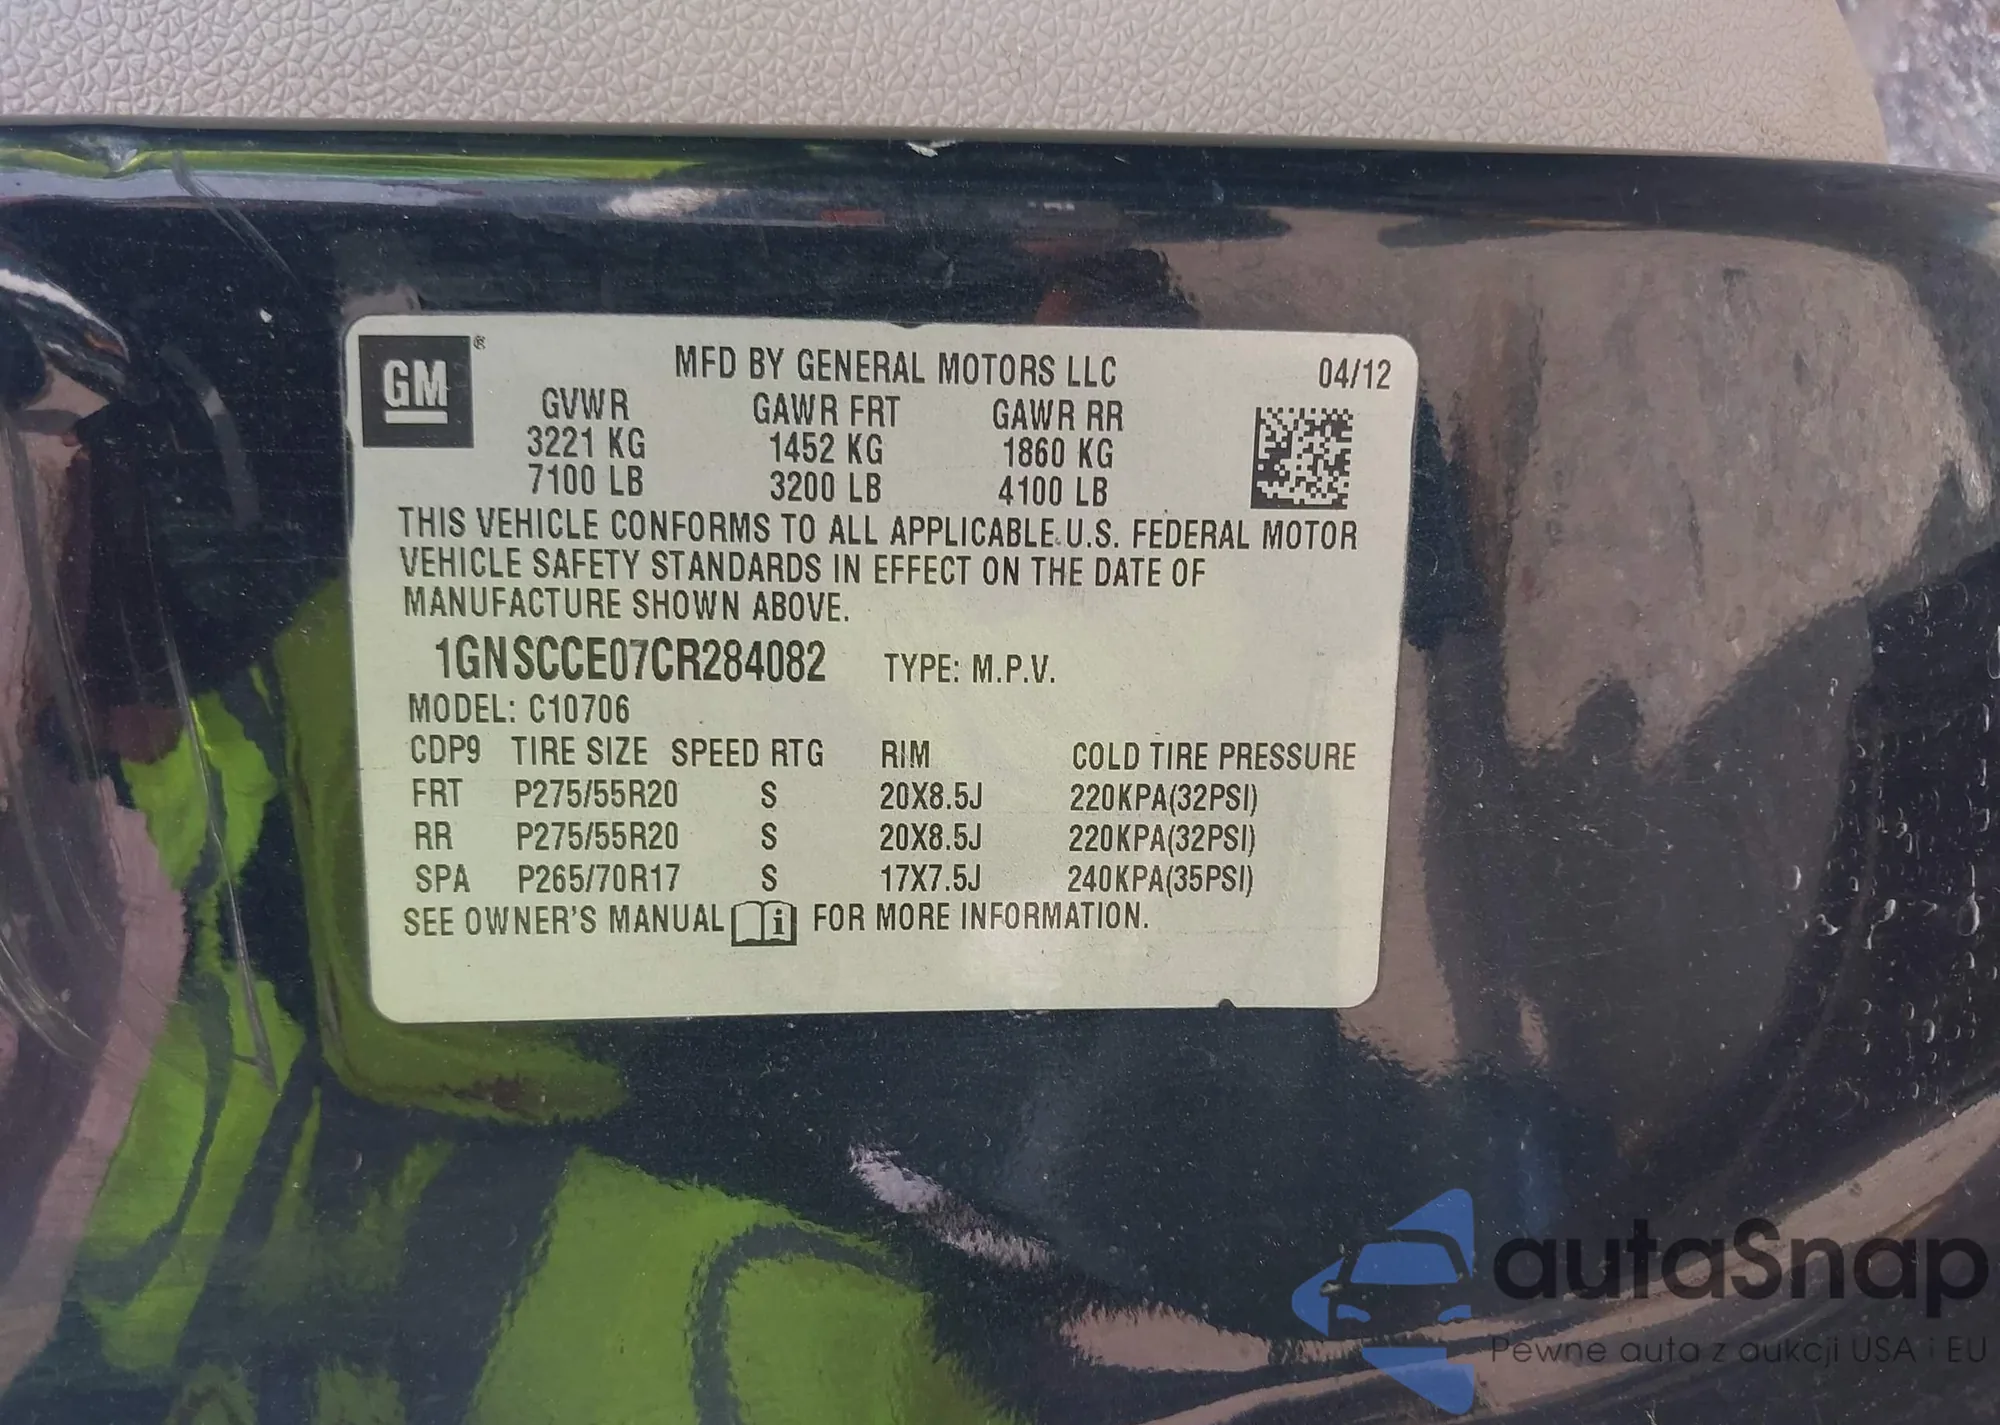 GM®
MFD BY GENERAL MOTORS LLC 04/12
GVWR GAWR FRT GAWR RR
3221 KG 1452 KG 1860 KG
7100 LB 3200 LB 4100 LB
THIS VEHICLE CONFORMS TO ALL APPLICABLE U.S. FEDERAL MOTOR
VEHICLE SAFETY STANDARDS IN EFFECT ON THE DATE OF
MANUFACTURE SHOWN ABOVE.
1GNSCCE07CR284082 TYPE: M.P.V.
MODEL: C10706
CDP9 TIRE SIZE SPEED RTG RIM COLD TIRE PRESSURE
FRT P275/55R20 S 20X8.5J 220KPA(32PSI)
RR P275/55R20 S 20X8.5J 220KPA(32PSI)
SPA P265/70R17 S 17X7.5J 240KPA(35PSI)
SEE OWNER'S MANUAL i FOR MORE INFORMATION.
autaSnap
Pewne auta z aukcji USA i EU